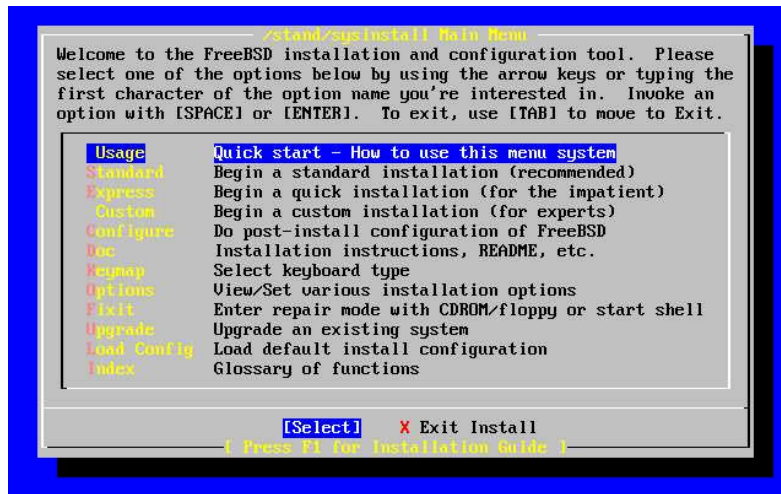 /stand/sysinstall Main Menu
Welcome to the FreeBSD installation and configuration tool.  Please
select one of the options below by using the arrow keys or typing the
first character of the option name you're interested in.  Invoke an
option with [SPACE] or [ENTER].  To exit, use [TAB] to move to Exit.
Usage Quick start - How to use this menu system
Standard Begin a standard installation (recommended)
Express Begin a quick installation (for the impatient)
Custom Begin a custom installation (for experts)
Configure Do post-install configuration of FreeBSD
Doc Installation instructions, README, etc.
Keymap Select keyboard type
Options View/Set various installation options
Fixit Enter repair mode with CDROM/floppy or start shell
Upgrade Upgrade an existing system
Load Config Load default install configuration
Index Glossary of functions
[Select] X Exit Install
[ Press F1 for Installation Guide ]